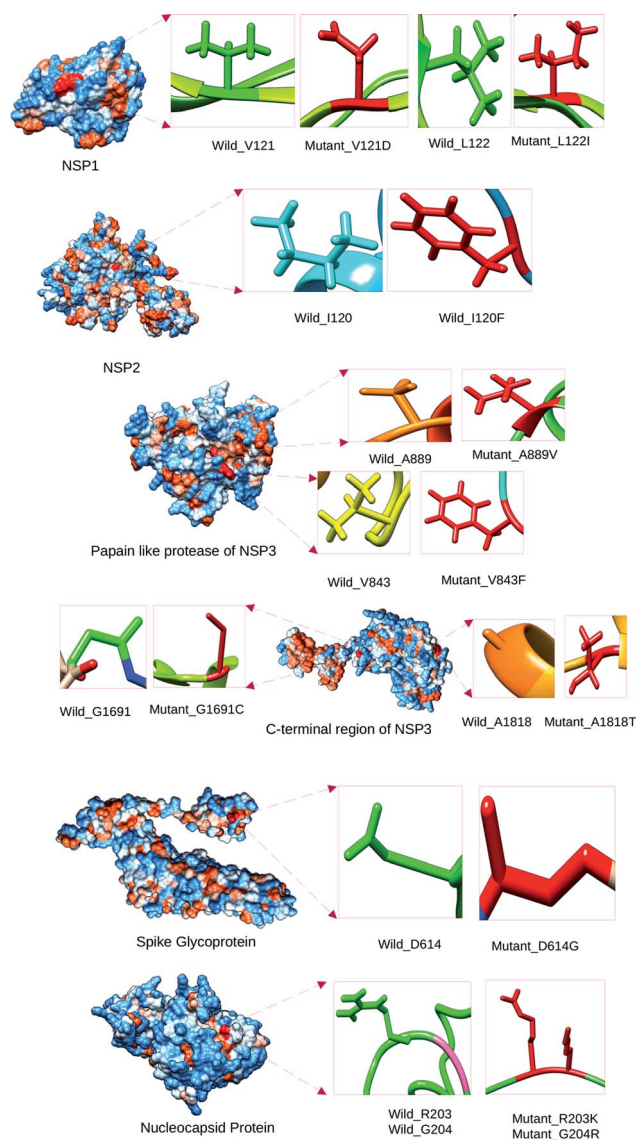 Wild_V121
Mutant_V121D
Wild_L122
Mutant_L122I
NSP1
Wild_I120
Wild_I120F
NSP2
Wild_A889
Mutant_A889V
Papain like protease of NSP3
Wild_V843
Mutant_V843F
Wild_G1691
Mutant_G1691C
C-terminal region of NSP3
Wild_A1818
Mutant_A1818T
Spike Glycoprotein
Wild_D614
Mutant_D614G
Nucleocapsid Protein
Wild_R203
Wild_G204
Mutant_R203K
Mutant_G204R